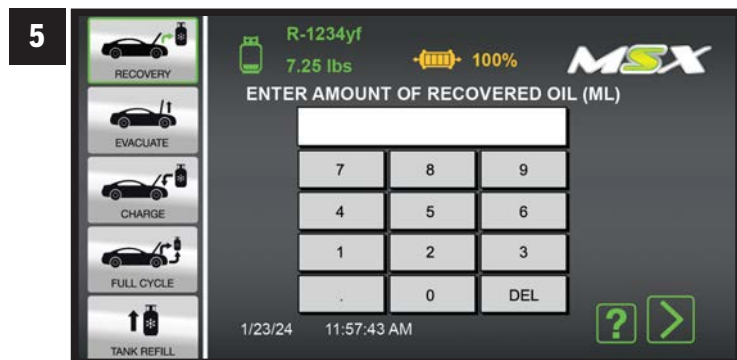 5
RECOVERY
EVACUATE
CHARGE
FULL CYCLE
TANK REFILL
R-1234yf
7.25 lbs
100%
MSX
ENTER AMOUNT OF RECOVERED OIL (ML)
7 8 9
4 5 6
1 2 3
. 0 DEL
1/23/24 11:57:43 AM
?